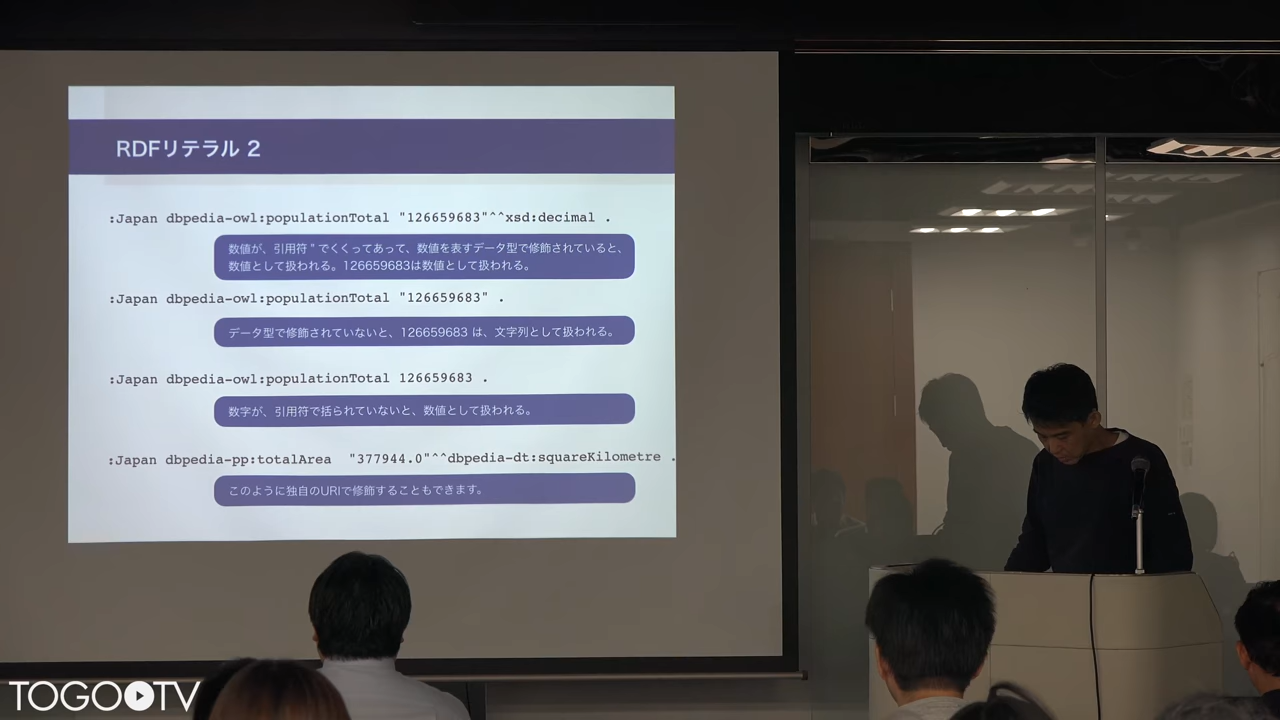 RDFリテラル 2
:Japan dbpedia-owl:populationTotal "126659683"^^xsd:decimal .
数値が、引用符 " でくくってあって、数値を表すデータ型で修飾されていると、
数値として扱われる。126659683は数値として扱われる。
:Japan dbpedia-owl:populationTotal "126659683" .
データ型で修飾されていないと、126659683 は、文字列として扱われる。
:Japan dbpedia-owl:populationTotal 126659683 .
数字が、引用符で括られていないと、数値として扱われる。
:Japan dbpedia-pp:totalArea "377944.0"^^dbpedia-dt:squareKilometre .
このように独自のURIで修飾することもできます。
TOGO TV